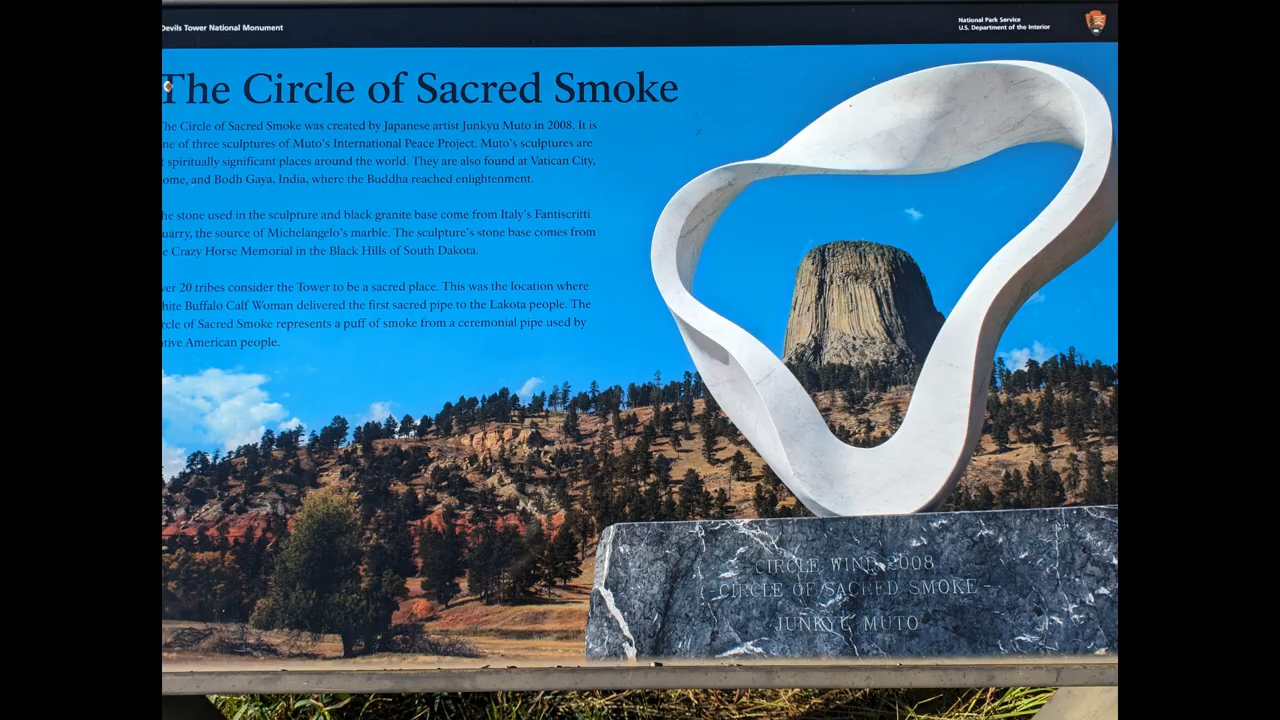 Devils Tower National Monument
National Park Service
U.S. Department of the Interior
The Circle of Sacred Smoke
The Circle of Sacred Smoke was created by Japanese artist Junkyu Muto in 2008. It is
ne of three sculptures of Muto's International Peace Project. Muto's sculptures are
t spiritually significant places around the world. They are also found at Vatican City,
ome, and Bodh Gaya, India, where the Buddha reached enlightenment.
he stone used in the sculpture and black granite base come from Italy's Fantiscritti
uarry, the source of Michelangelo's marble. The sculpture's stone base comes from
e Crazy Horse Memorial in the Black Hills of South Dakota.
ver 20 tribes consider the Tower to be a sacred place. This was the location where
hite Buffalo Calf Woman delivered the first sacred pipe to the Lakota people. The
rcle of Sacred Smoke represents a puff of smoke from a ceremonial pipe used by
tive American people.
CIRCLE WIND 2008
-CIRCLE OF SACRED SMOKE-
JUNKYU MUTO